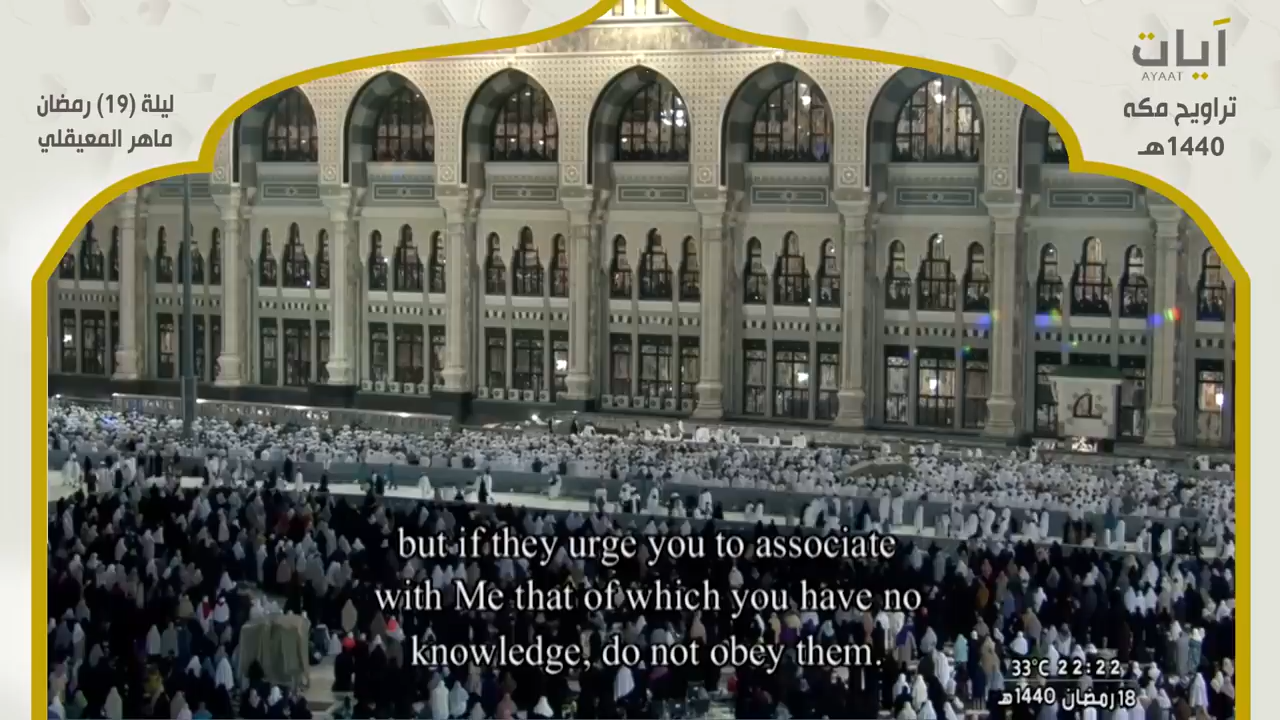 آيات
AYAAT
تراويح مكه
1440هـ
ليلة (19) رمضان
ماهر المعيقلي
but if they urge you to associate
with Me that of which you have no
knowledge, do not obey them.
33°C 22:22
18 رمضان 1440هـ